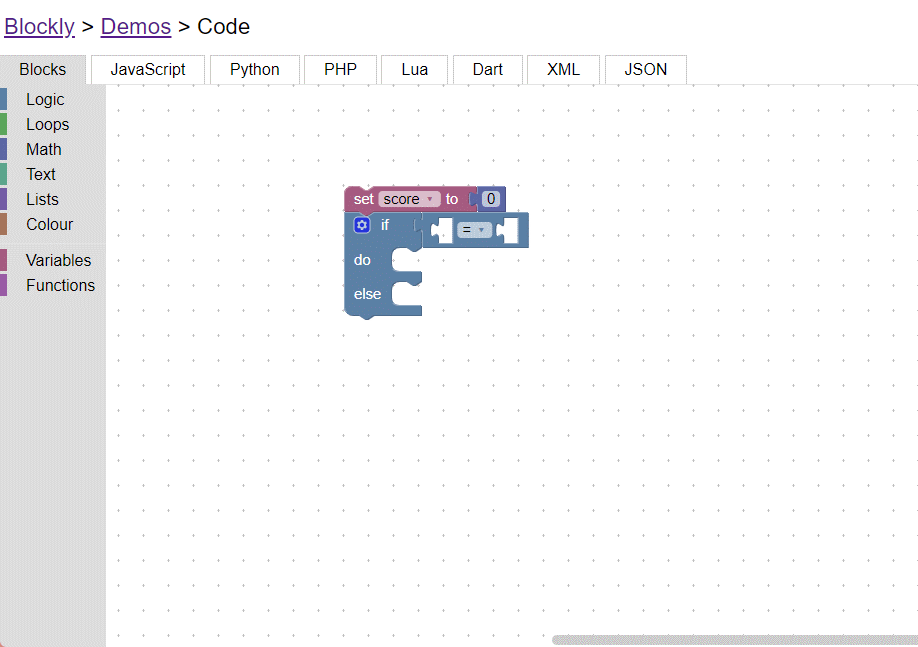 Blockly > Demos > Code
Blocks JavaScript Python PHP Lua Dart XML JSON
Logic
Loops
Math
Text
Lists
Colour
Variables
Functions
set score to 0
if =
do
else